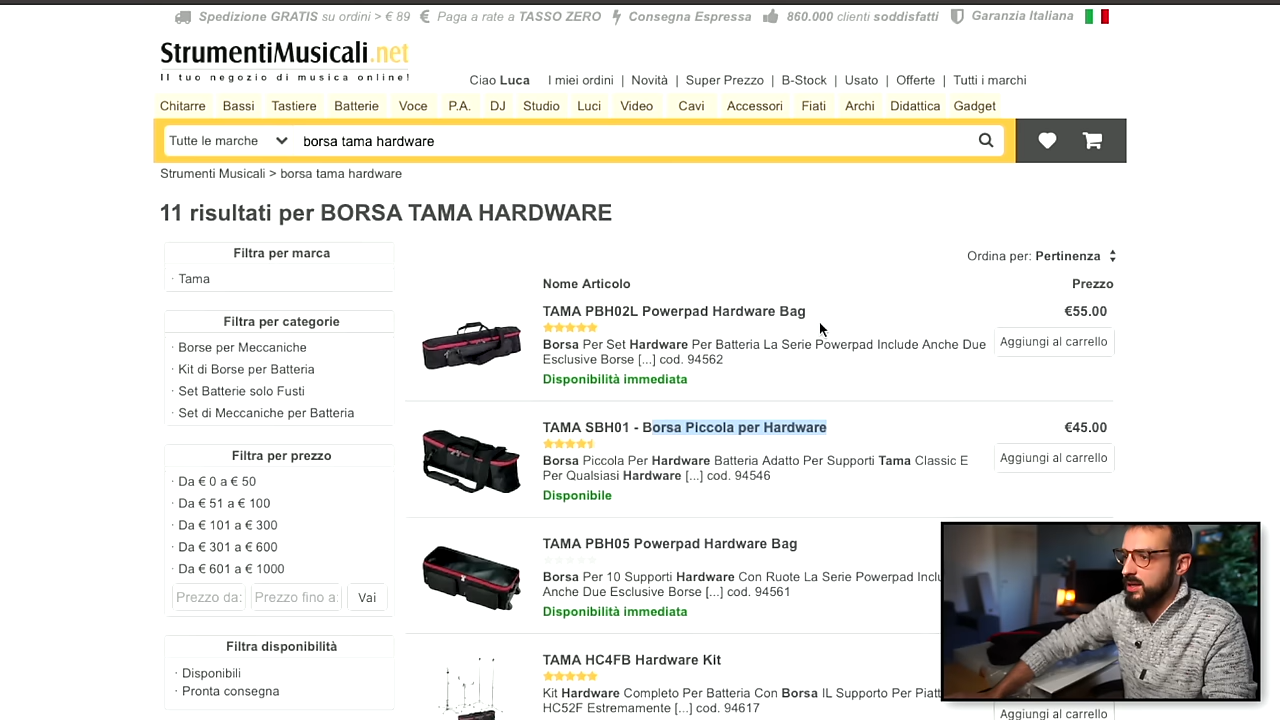 Spedizione GRATIS su ordini > € 89 € Paga a rate a TASSO ZERO Consegna Espressa 860.000 clienti soddisfatti Garanzia Italiana
StrumentiMusicali.net
Il tuo negozio di musica online!
Ciao Luca I miei ordini | Novità | Super Prezzo | B-Stock | Usato | Offerte | Tutti i marchi
Chitarre Bassi Tastiere Batterie Voce P.A. DJ Studio Luci Video Cavi Accessori Fiati Archi Didattica Gadget
Tutte le marche borsa tama hardware
Strumenti Musicali > borsa tama hardware
11 risultati per BORSA TAMA HARDWARE
Filtra per marca
· Tama
Filtra per categorie
· Borse per Meccaniche
· Kit di Borse per Batteria
· Set Batterie solo Fusti
· Set di Meccaniche per Batteria
Filtra per prezzo
· Da € 0 a € 50
· Da € 51 a € 100
· Da € 101 a € 300
· Da € 301 a € 600
· Da € 601 a € 1000
Prezzo da: Prezzo fino a: Vai
Filtra disponibilità
· Disponibili
· Pronta consegna
Ordina per: Pertinenza
Nome Articolo Prezzo
TAMA PBH02L Powerpad Hardware Bag €55.00
Borsa Per Set Hardware Per Batteria La Serie Powerpad Include Anche Due
Esclusive Borse [...] cod. 94562
Aggiungi al carrello
Disponibilità immediata
TAMA SBH01 - Borsa Piccola per Hardware €45.00
Borsa Piccola Per Hardware Batteria Adatto Per Supporti Tama Classic E
Per Qualsiasi Hardware [...] cod. 94546
Aggiungi al carrello
Disponibile
TAMA PBH05 Powerpad Hardware Bag
Borsa Per 10 Supporti Hardware Con Ruote La Serie Powerpad Inclu
Anche Due Esclusive Borse [...] cod. 94561
Disponibilità immediata
TAMA HC4FB Hardware Kit
Kit Hardware Completo Per Batteria Con Borsa IL Supporto Per Piatt
HC52F Estremamente [...] cod. 94617
Aggiungi al carrello